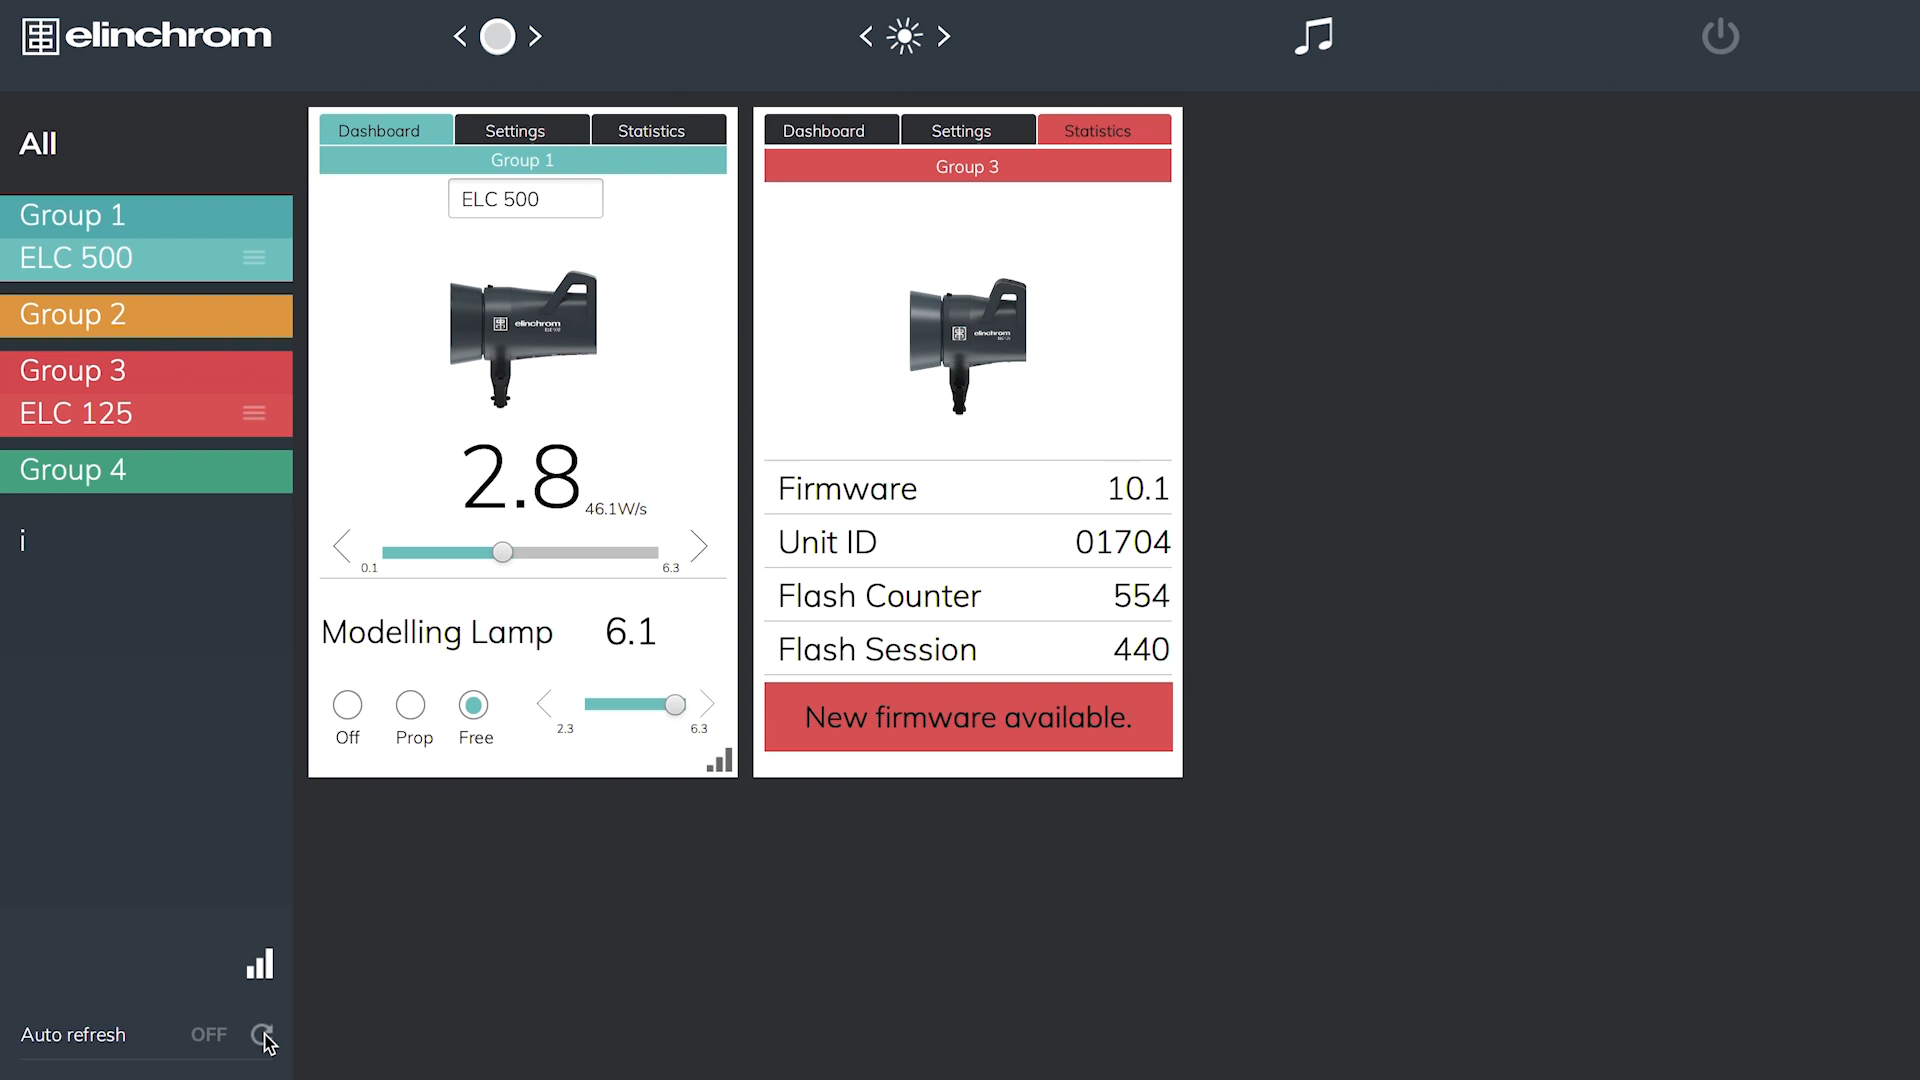 elinchrom
All
Group 1
ELC 500
Group 2
Group 3
ELC 125
Group 4
i
Auto refresh OFF
Dashboard Settings Statistics
Group 1
ELC 500
elinchrom
2.8
46.1W/s
0.1 6.3
Modelling Lamp 6.1
Off Prop Free
2.3 6.3
Dashboard Settings Statistics
Group 3
elinchrom
Firmware 10.1
Unit ID 01704
Flash Counter 554
Flash Session 440
New firmware available.